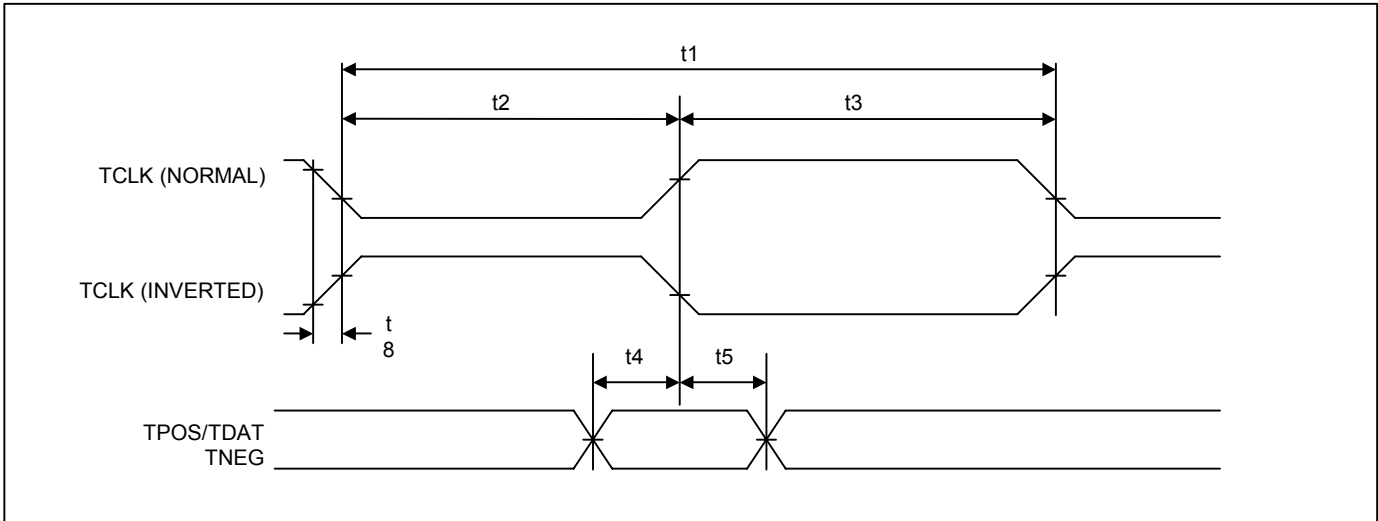 t1
t2
t3
TCLK (NORMAL)
TCLK (INVERTED)
t
8
t4
t5
TPOS/TDAT
TNEG